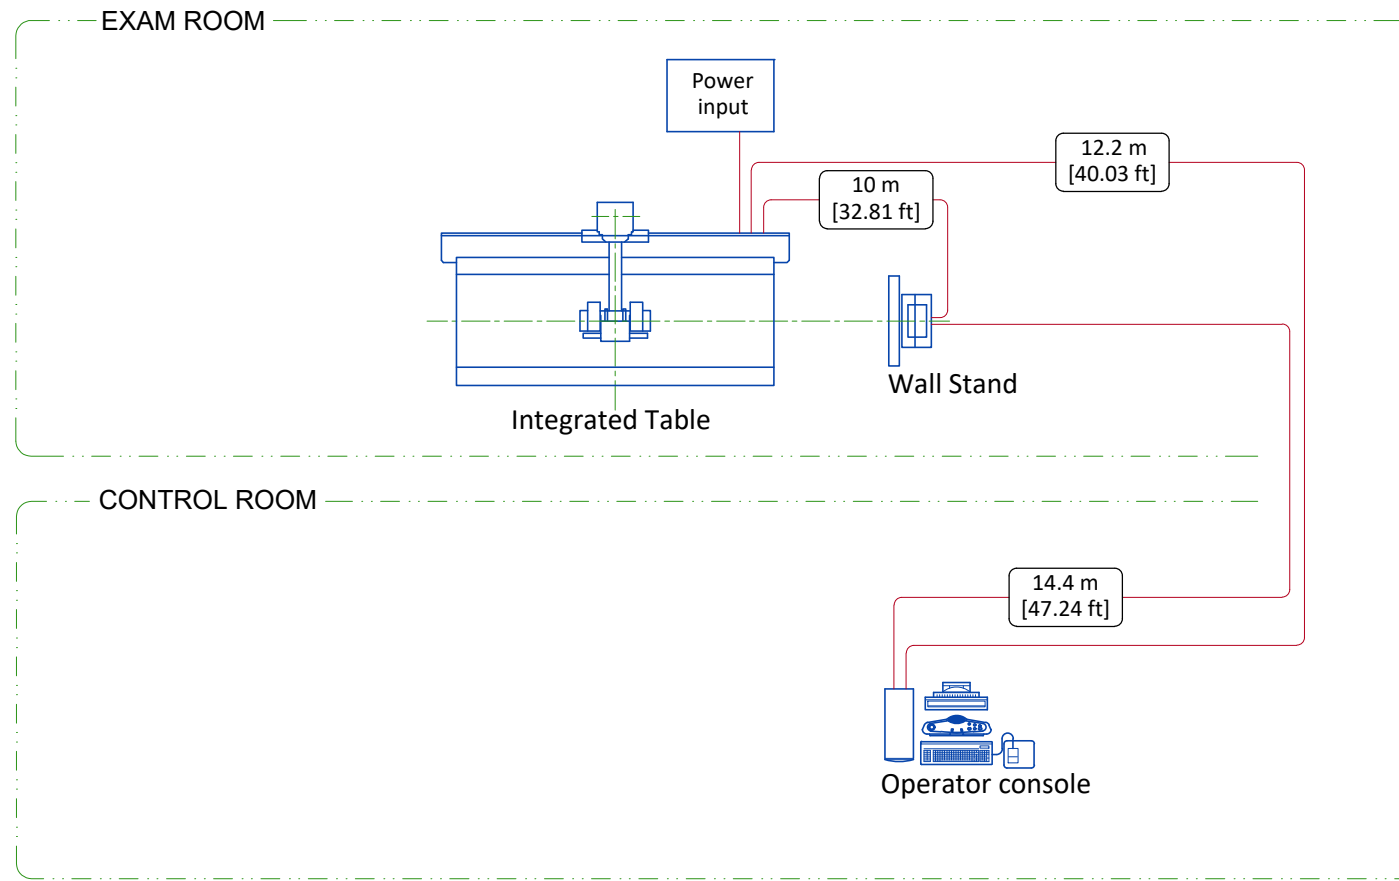 EXAM ROOM
Power
input
12.2 m
[40.03 ft]
10 m
[32.81 ft]
Wall Stand
Integrated Table
CONTROL ROOM
14.4 m
[47.24 ft]
Operator console